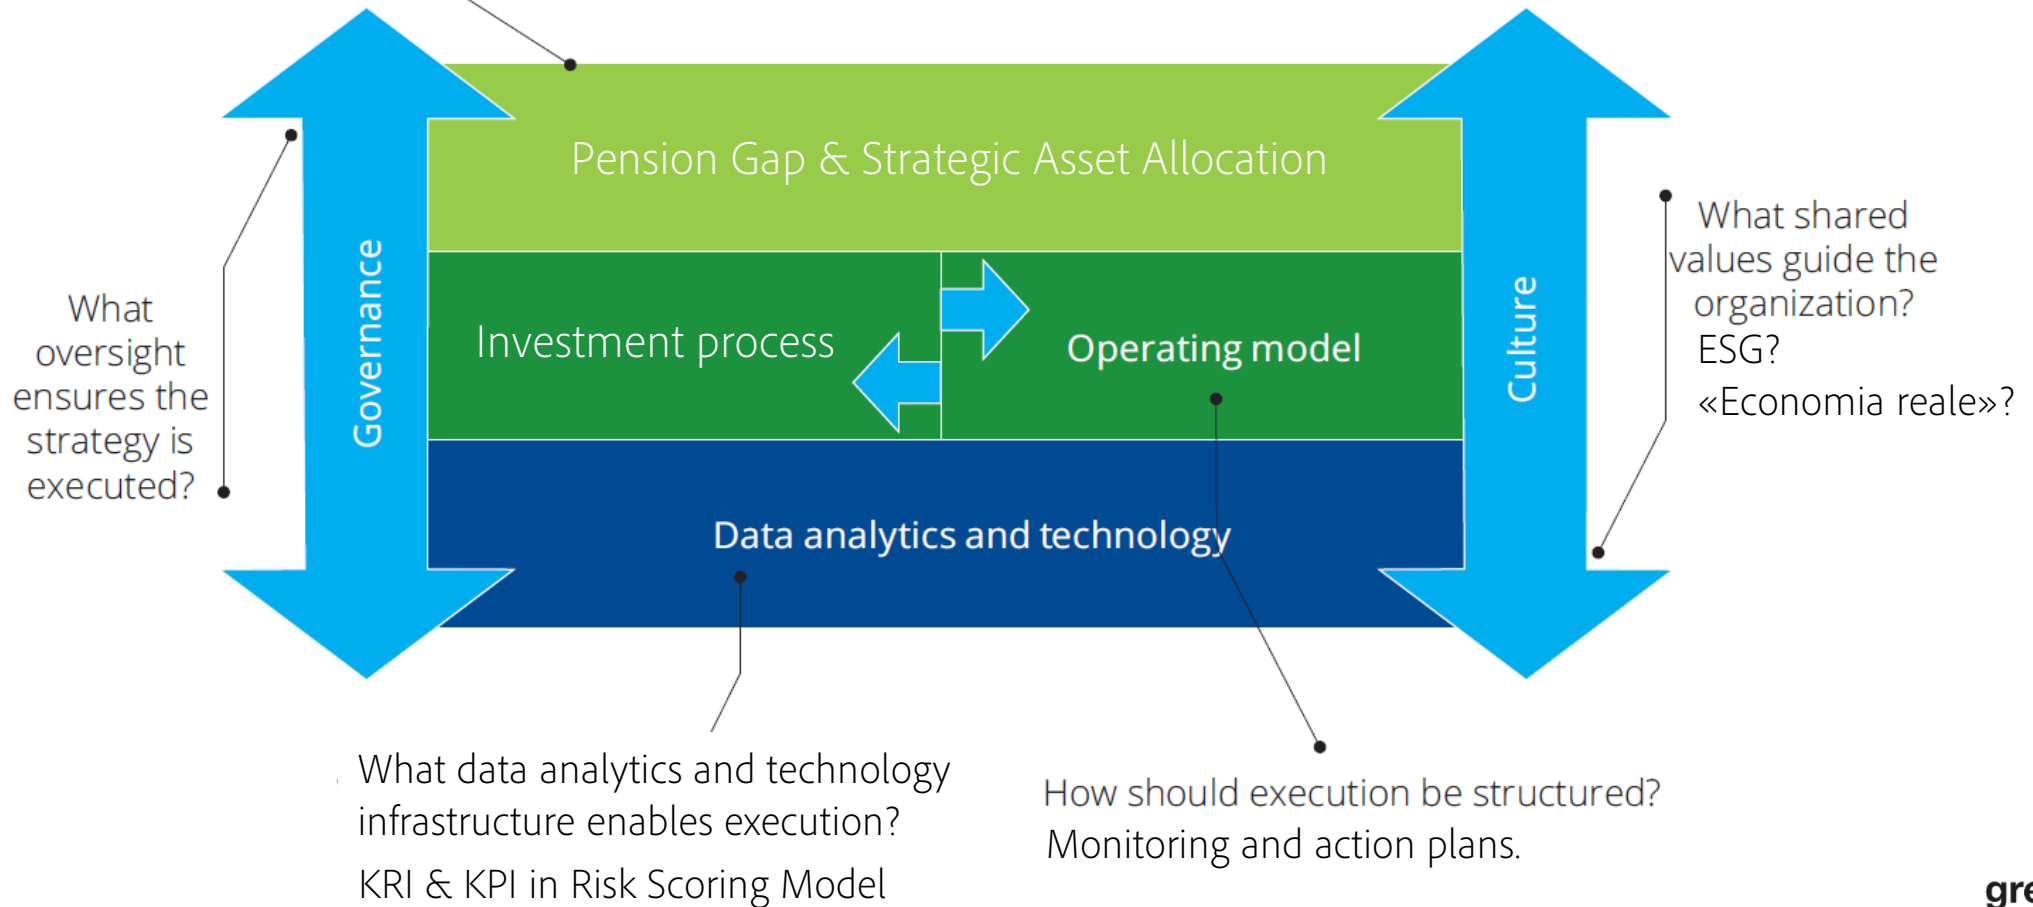 Pension Gap & Strategic Asset Allocation
Governance
Investment process
Operating model
Culture
Data analytics and technology
What
oversight
ensures the
strategy is
executed?
What shared
values guide the
organization?
ESG?
«Economia reale»?
What data analytics and technology
infrastructure enables execution?
KRI & KPI in Risk Scoring Model
How should execution be structured?
Monitoring and action plans.